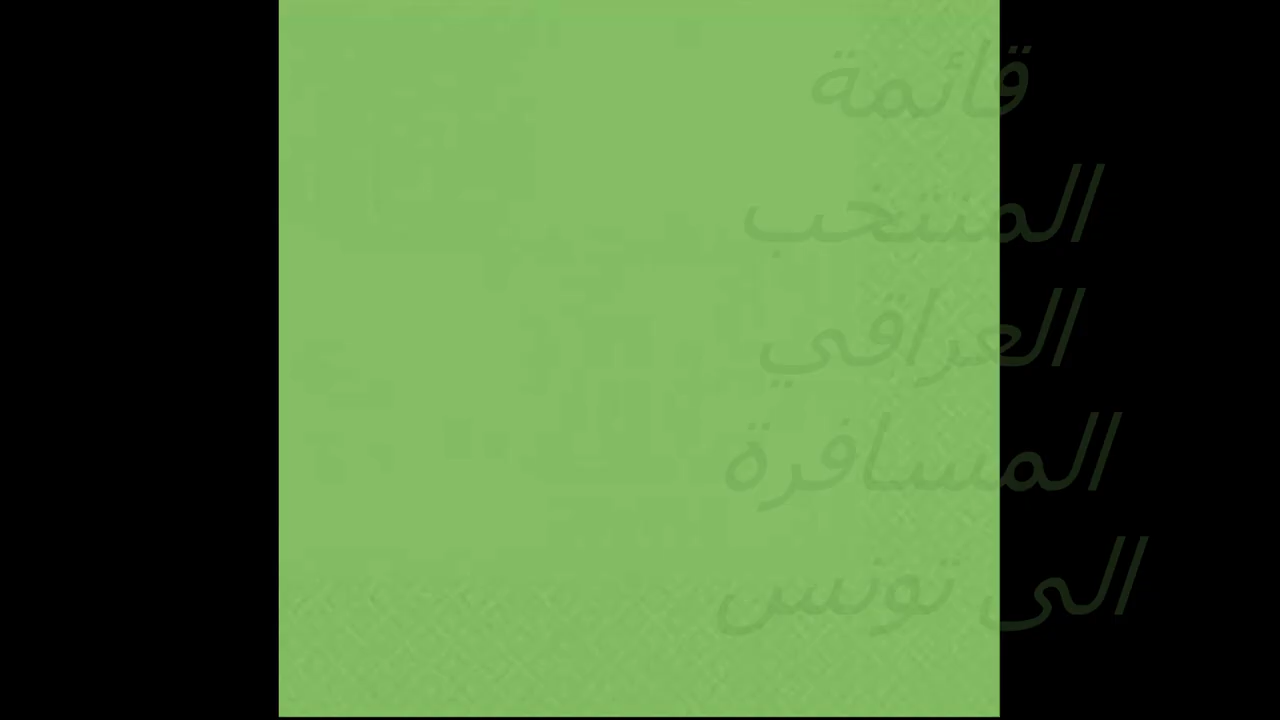 قائمة
المنتخب
العراقي
المسافرة
الى تونس